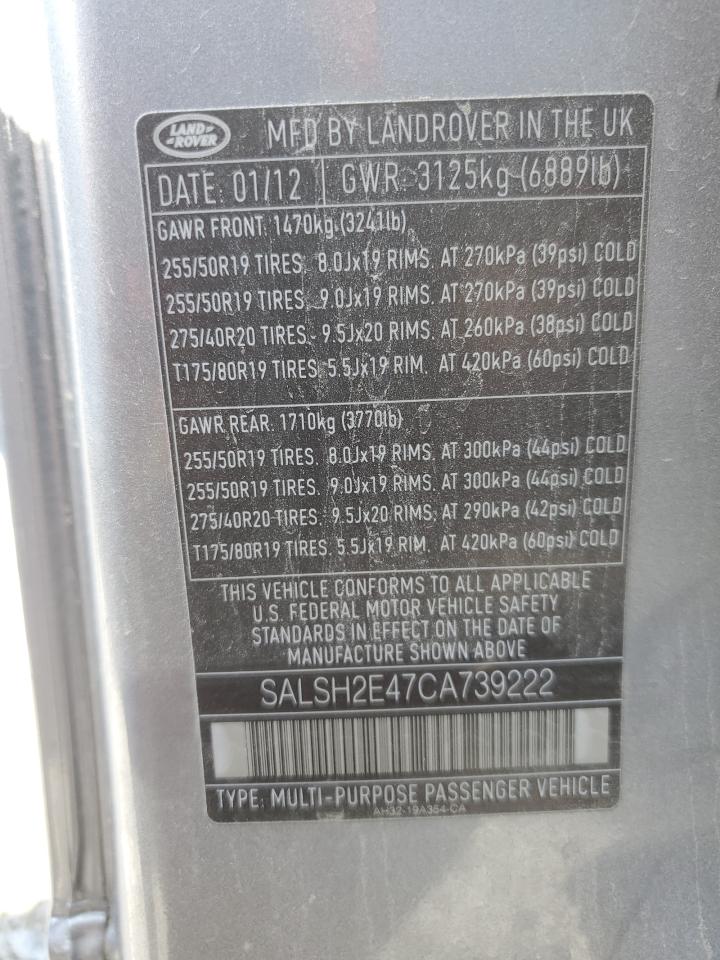 LAND ROVER
MFD BY LANDROVER IN THE UK
DATE: 01/12 GWR: 3125kg (6889lb)
GAWR FRONT: 1470kg (3241lb)
255/50R19 TIRES. 8.0Jx19 RIMS. AT 270kPa (39psi) COLD
255/50R19 TIRES. 9.0Jx19 RIMS. AT 270kPa (39psi) COLD
275/40R20 TIRES. 9.5Jx20 RIMS. AT 260kPa (38psi) COLD
T175/80R19 TIRES. 5.5Jx19 RIM. AT 420kPa (60psi) COLD
GAWR REAR: 1710kg (3770lb)
255/50R19 TIRES. 8.0Jx19 RIMS. AT 300kPa (44psi) COLD
255/50R19 TIRES. 9.0Jx19 RIMS. AT 300kPa (44psi) COLD
275/40R20 TIRES. 9.5Jx20 RIMS. AT 290kPa (42psi) COLD
T175/80R19 TIRES. 5.5Jx19 RIM. AT 420kPa (60psi) COLD
THIS VEHICLE CONFORMS TO ALL APPLICABLE
U.S. FEDERAL MOTOR VEHICLE SAFETY
STANDARDS IN EFFECT ON THE DATE OF
MANUFACTURE SHOWN ABOVE
SALSH2E47CA739222
TYPE: MULTI-PURPOSE PASSENGER VEHICLE
AH32-19A354-CA